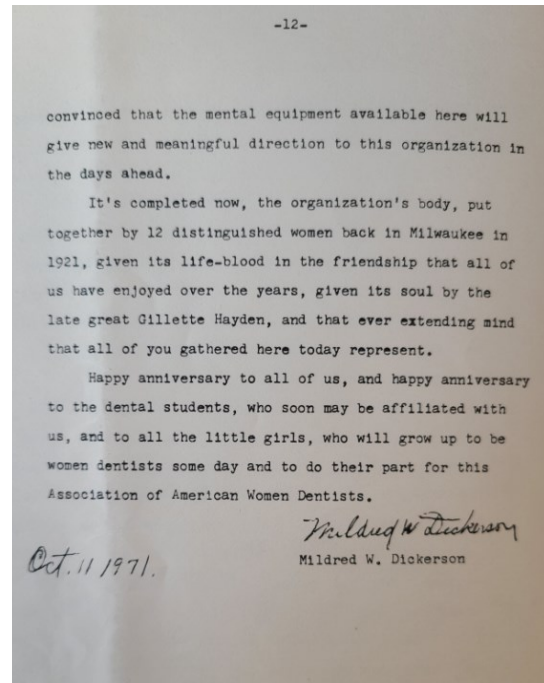 -12-
convinced that the mental equipment available here will
give new and meaningful direction to this organization in
the days ahead.
It's completed now, the organization's body, put
together by 12 distinguished women back in Milwaukee in
1921, given its life-blood in the friendship that all of
us have enjoyed over the years, given its soul by the
late great Gillette Hayden, and that ever extending mind
that all of you gathered here today represent.
Happy anniversary to all of us, and happy anniversary
to the dental students, who soon may be affiliated with
us, and to all the little girls, who will grow up to be
women dentists some day and to do their part for this
Association of American Women Dentists.
Mildred W Dickerson
Mildred W. Dickerson
Oct. 11 1971.